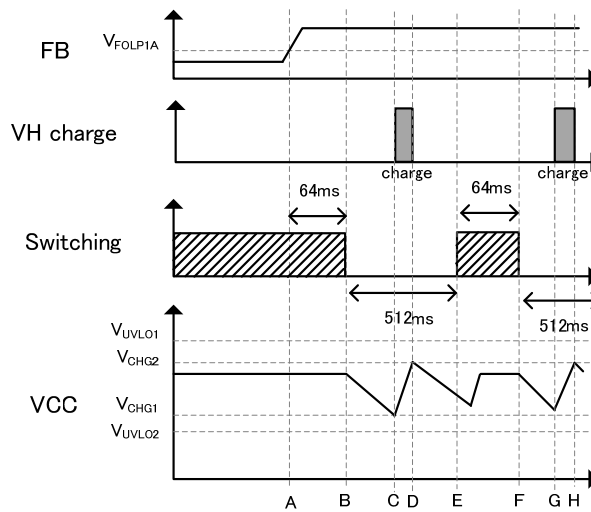 FB
VFOLP1A
VH charge
charge
charge
64ms
64ms
Switching
512ms
512ms
VUVLO1
VCHG2
VCC
VCHG1
VUVLO2
A B C D E F G H